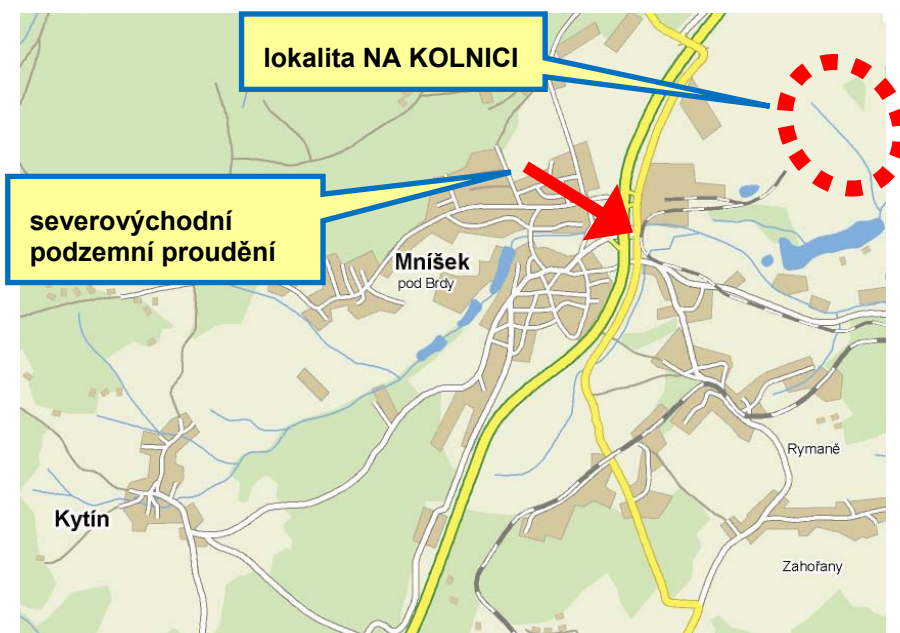 lokalita NA KOLNICI
severovýchodní
podzemní proudění
Mníšek
pod Brdy
Rymaně
Kytín
Zahořany